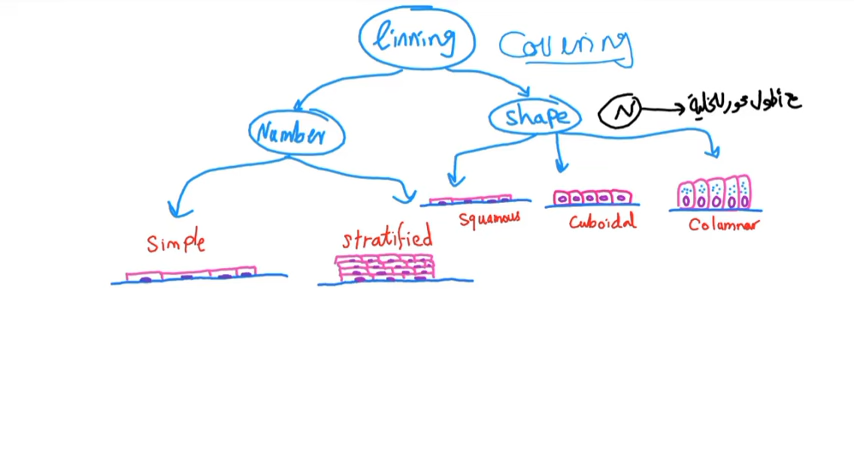 Linning
Covering
Number
Shape
N
ع أطول محور للخلية
Simple
Stratified
Squamous
Cuboidal
Columnar